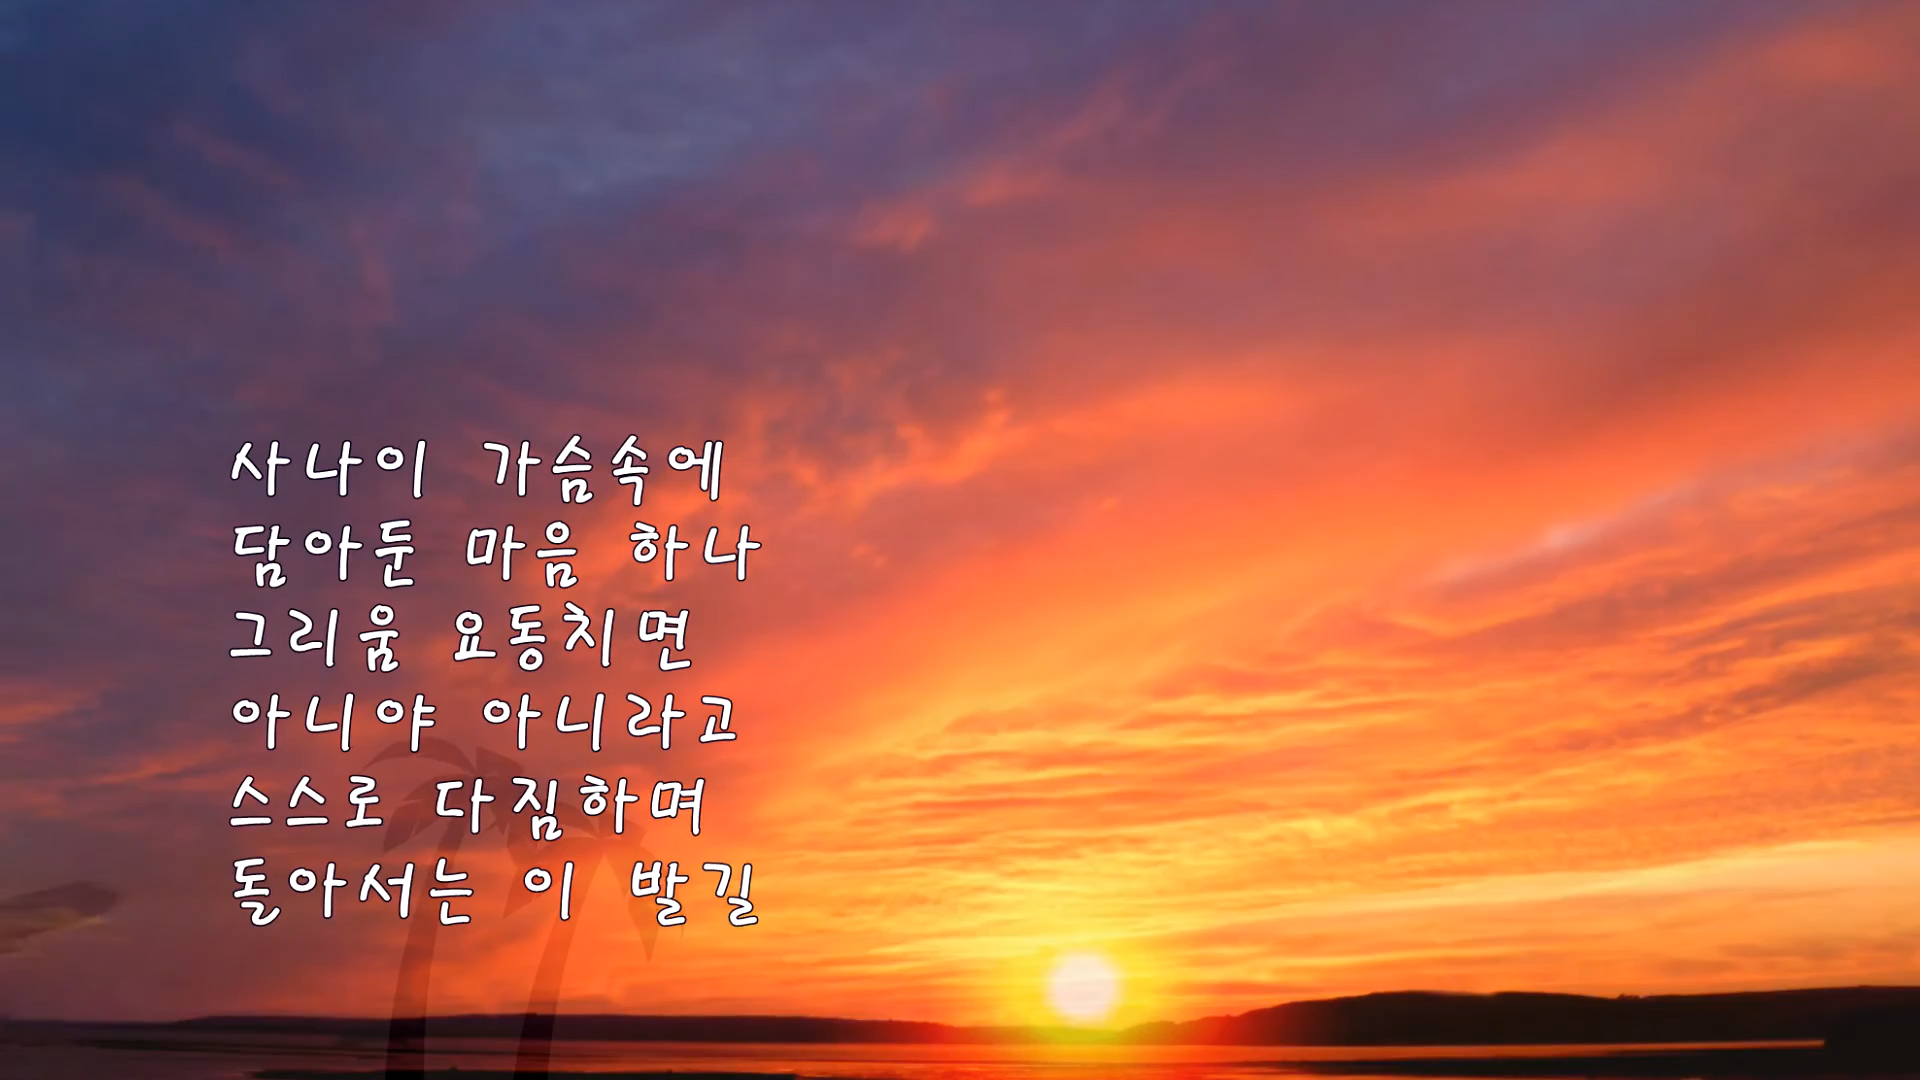 사나이 가슴속에
담아둔 마음 하나
그리움 요동치면
아니야 아니라고
스스로 다짐하며
돌아서는 이 발길